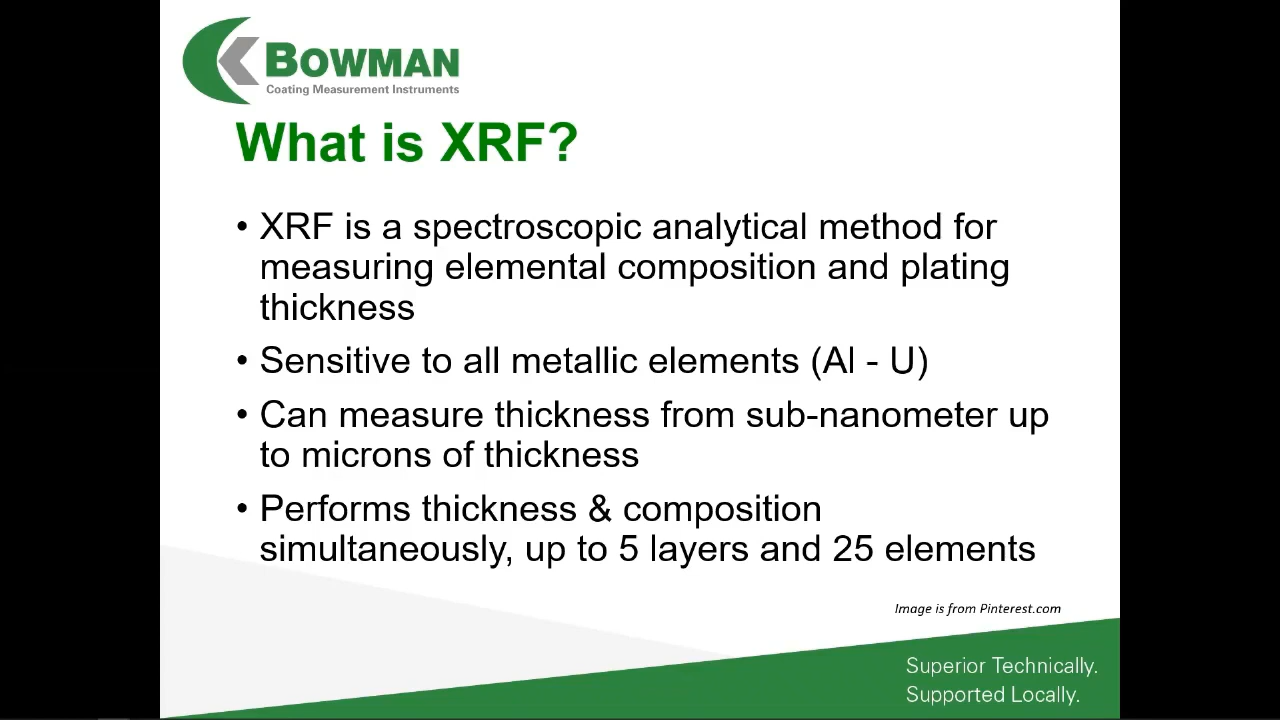 BOWMAN
Coating Measurement Instruments
What is XRF?
• XRF is a spectroscopic analytical method for
measuring elemental composition and plating
thickness
• Sensitive to all metallic elements (Al - U)
• Can measure thickness from sub-nanometer up
to microns of thickness
• Performs thickness & composition
simultaneously, up to 5 layers and 25 elements
Image is from Pinterest.com
Superior Technically.
Supported Locally.